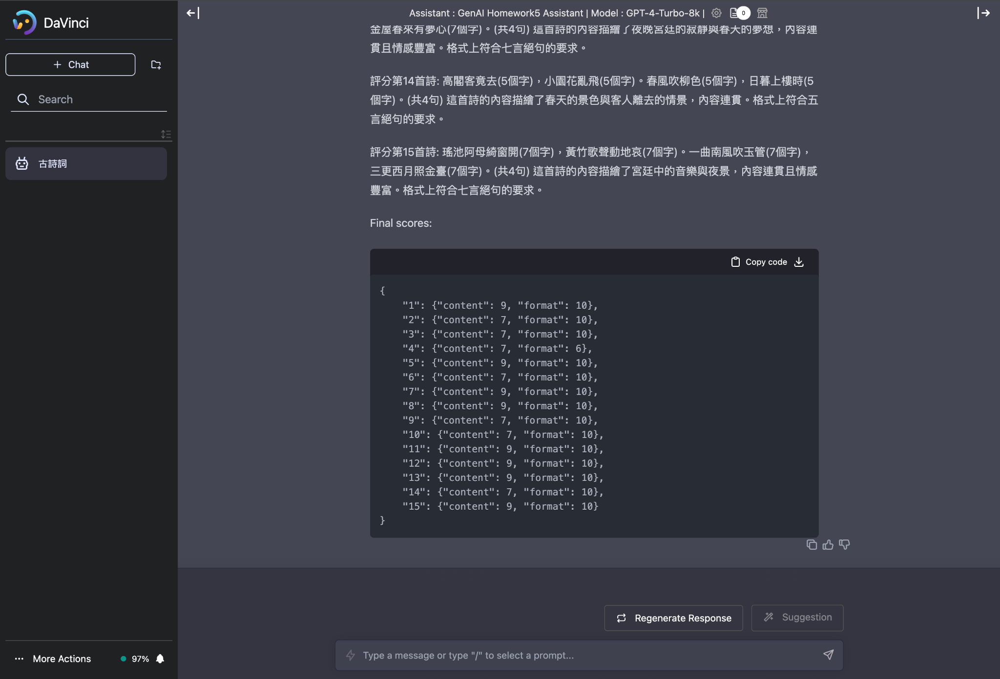 DaVinci
+ Chat
Search
古詩詞
More Actions
97%
Assistant : GenAI Homework5 Assistant | Model : GPT-4-Turbo-8k |
0
金屋春來有夢心(7個字)。(共4句) 這首詩的內容描繪了夜晚宮廷的寂靜與春天的夢想，內容連
貫且情感豐富。格式上符合七言絕句的要求。
評分第14首詩: 高閣客竟去(5個字)，小園花亂飛(5個字)。春風吹柳色(5個字)，日暮上樓時(5
個字)。(共4句) 這首詩的內容描繪了春天的景色與客人離去的情景，內容連貫。格式上符合五
言絕句的要求。
評分第15首詩: 瑤池阿母綺窗開(7個字)，黃竹歌聲動地哀(7個字)。一曲南風吹玉管(7個字)，
三更西月照金臺(7個字)。(共4句) 這首詩的內容描繪了宮廷中的音樂與夜景，內容連貫且情感
豐富。格式上符合七言絕句的要求。
Final scores:
Copy code
{
"1": {"content": 9, "format": 10},
"2": {"content": 7, "format": 10},
"3": {"content": 7, "format": 10},
"4": {"content": 7, "format": 6},
"5": {"content": 9, "format": 10},
"6": {"content": 7, "format": 10},
"7": {"content": 9, "format": 10},
"8": {"content": 9, "format": 10},
"9": {"content": 7, "format": 10},
"10": {"content": 7, "format": 10},
"11": {"content": 9, "format": 10},
"12": {"content": 9, "format": 10},
"13": {"content": 9, "format": 10},
"14": {"content": 7, "format": 10},
"15": {"content": 9, "format": 10}
}
Regenerate Response
Suggestion
Type a message or type "/" to select a prompt...